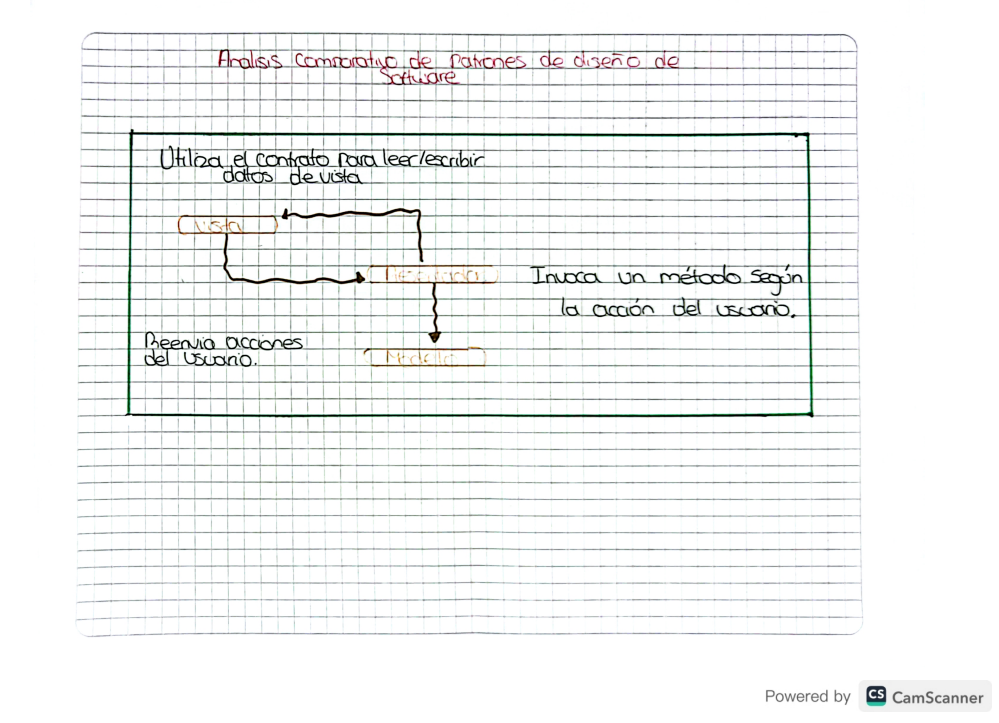 Analisis Comparativo de Patrones de diseño de
Software
Utiliza el contrato para leer/escribir
datos de vista
Vista
Invoca un método según
la acción del usuario.
Reenvia acciones
del usuario.
Modelo
Powered by CS CamScanner